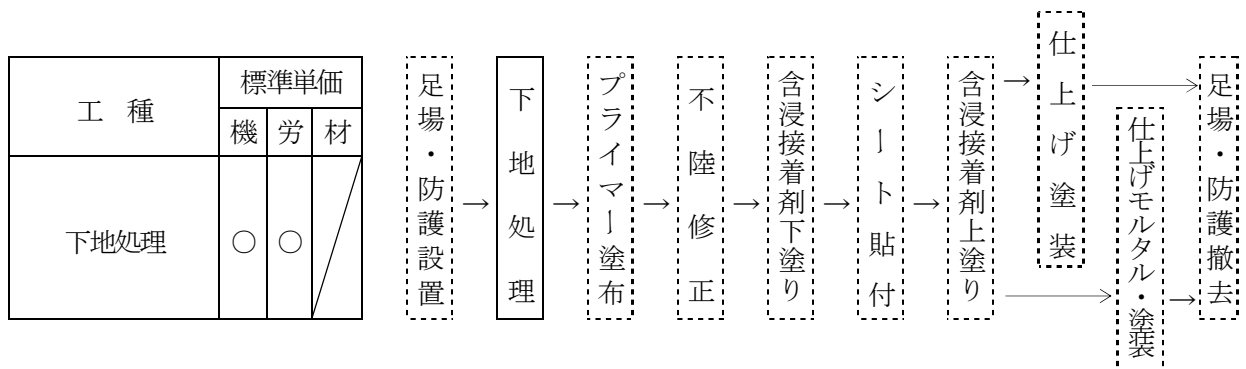 工 種
標準単価
機
労
材
下地処理
○
○
足場・防護設置
→
下地処理
→
プライマー塗布
→
不陸修正
→
含浸接着剤下塗り
→
シート貼付
→
含浸接着剤上塗り
→
仕上げ塗装
→
→
仕上げモルタル・塗装
→
足場・防護撤去